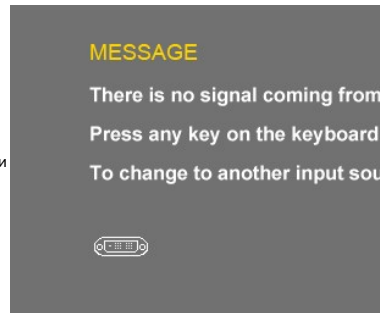 MESSAGE
There is no signal coming from
Press any key on the keyboard
и
To change to another input sou